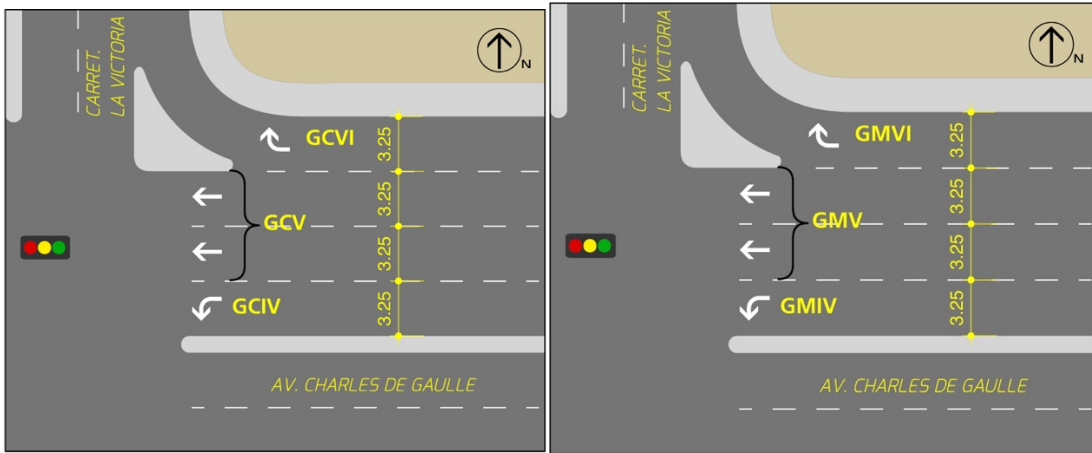 CARRET.
LA VICTORIA
N
GCVI
3.25
3.25
GCV
3.25
GCIV
3.25
AV. CHARLES DE GAULLE
CARRET.
LA VICTORIA
N
GMVI
3.25
3.25
GMV
3.25
GMIV
3.25
AV. CHARLES DE GAULLE